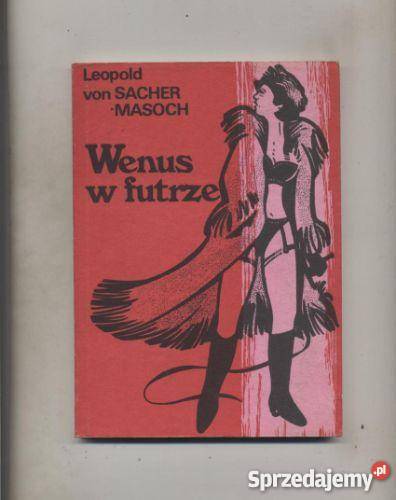 Leopold
von SACHER
-MASOCH
Wenus
w futrze
Sprzedajemy.pl